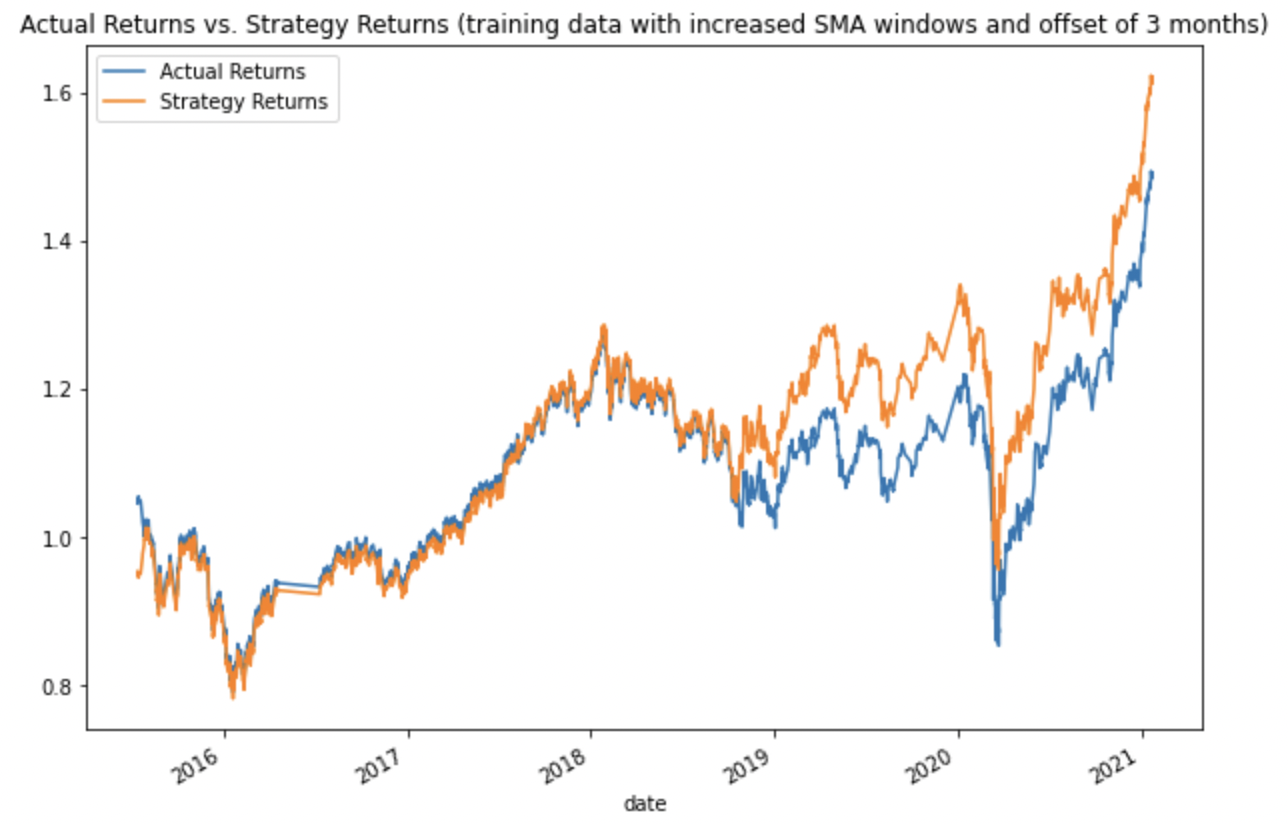 Actual Returns vs. Strategy Returns (training data with increased SMA windows and offset of 3 months)
Actual Returns
Strategy Returns
1.6
1.4
1.2
1.0
0.8
2016
2017
2018
2019
2020
2021
date